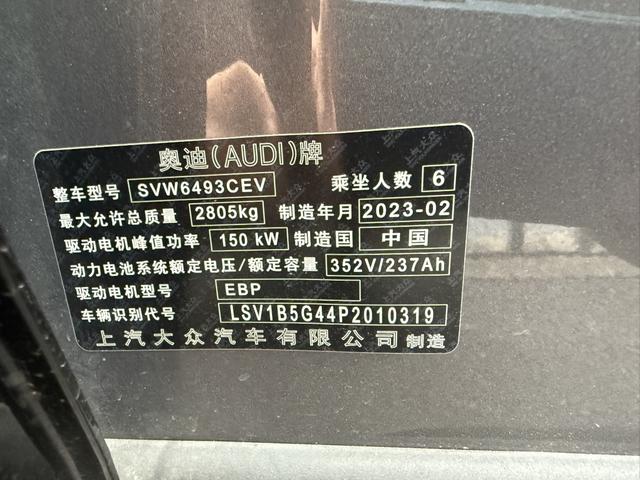 奥迪(AUDI)牌
整车型号 SVW6493CEV 乘坐人数 6
最大允许总质量 2805kg 制造年月 2023-02
驱动电机峰值功率 150 kW 制造国 中国
动力电池系统额定电压/额定容量 352V/237Ah
驱动电机型号 EBP
车辆识别代号 LSV1B5G44P2010319
上汽大众汽车有限公司 制造